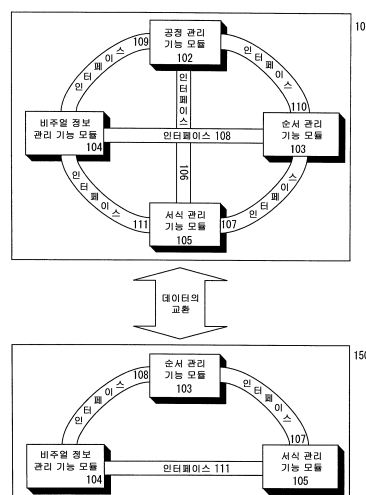 10
공정 관리
기능 모듈
102
109
인터페이스
인터페이스
110
인터페이스
비주얼 정보
관리 기능 모듈
104
인터페이스 108
순서 관리
기능 모듈
103
106
인터페이스
인터페이스
111
서식 관리
기능 모듈
105
107
데이터의
교환
150
순서 관리
기능 모듈
103
108
인터페이스
인터페이스
107
비주얼 정보
관리 기능 모듈
104
인터페이스 111
서식 관리
기능 모듈
105